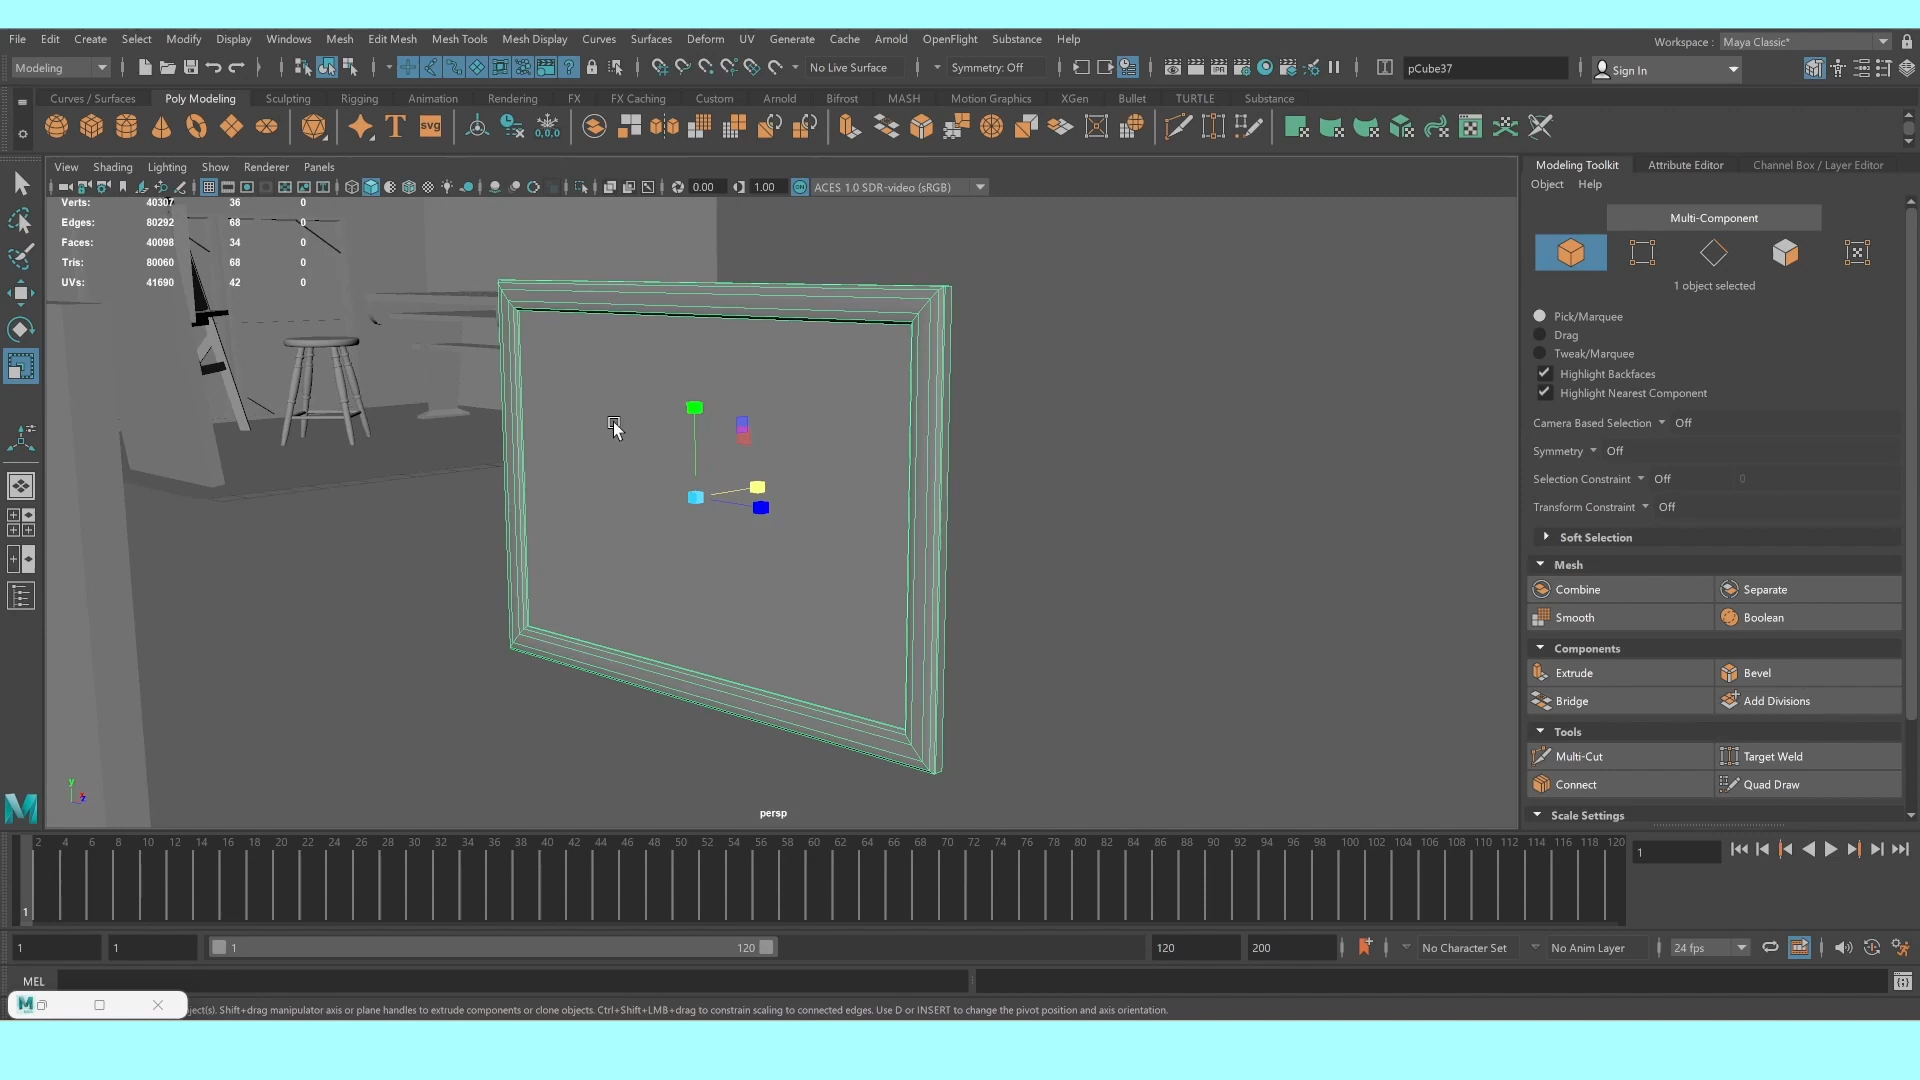 File Edit Create Select Modify Display Windows Mesh Edit Mesh Mesh Tools Mesh Display Curves Surfaces Deform UV Generate Cache Arnold OpenFlight Substance Help
Workspace : Maya Classic*
Modeling No Live Surface Symmetry: Off pCube37 Sign In
Curves / Surfaces Poly Modeling Sculpting Rigging Animation Rendering FX FX Caching Custom Arnold Bifrost MASH Motion Graphics XGen Bullet TURTLE Substance
T svg 0,0,0
View Shading Lighting Show Renderer Panels
0.00 1.00 ON ACES 1.0 SDR-video (sRGB)
Verts: 40307 36 0
Edges: 80292 68 0
Faces: 40098 34 0
Tris: 80060 68 0
UVs: 41690 42 0
y
z
persp
Modeling Toolkit Attribute Editor Channel Box / Layer Editor
Object Help
Multi-Component
1 object selected
Pick/Marquee
Drag
Tweak/Marquee
Highlight Backfaces
Highlight Nearest Component
Camera Based Selection Off
Symmetry Off
Selection Constraint Off 0
Transform Constraint Off
Soft Selection
Mesh
Combine Separate
Smooth Boolean
Components
Extrude Bevel
Bridge Add Divisions
Tools
Multi-Cut Target Weld
Connect Quad Draw
Scale Settings
2 4 6 8 10 12 14 16 18 20 22 24 26 28 30 32 34 36 38 40 42 44 46 48 50 52 54 56 58 60 62 64 66 68 70 72 74 76 78 80 82 84 86 88 90 92 94 96 98 100 102 104 106 108 110 112 114 116 118 120
1
1
1 1 1 120 120 200 No Character Set No Anim Layer 24 fps
MEL
M
ject(s). Shift+drag manipulator axis or plane handles to extrude components or clone objects. Ctrl+Shift+LMB+drag to constrain scaling to connected edges. Use D or INSERT to change the pivot position and axis orientation.